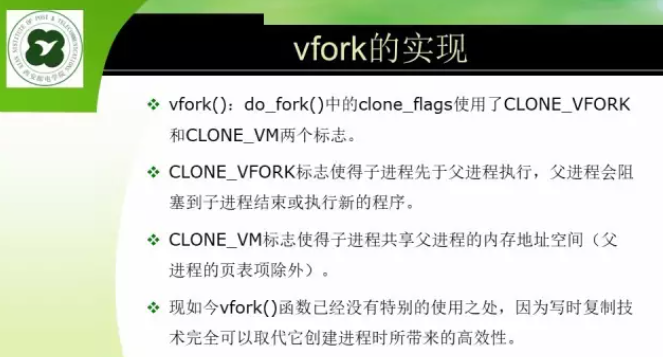 vfork的实现
vfork()：do_fork()中的clone_flags使用了CLONE_VFORK
和CLONE_VM两个标志。
CLONE_VFORK标志使得子进程先于父进程执行，父进程会阻
塞到子进程结束或执行新的程序。
CLONE_VM标志使得子进程共享父进程的内存地址空间（父
进程的页表项除外）。
现如今vfork()函数已经没有特别的使用之处，因为写时复制技
术完全可以取代它创建进程时所带来的高效性。